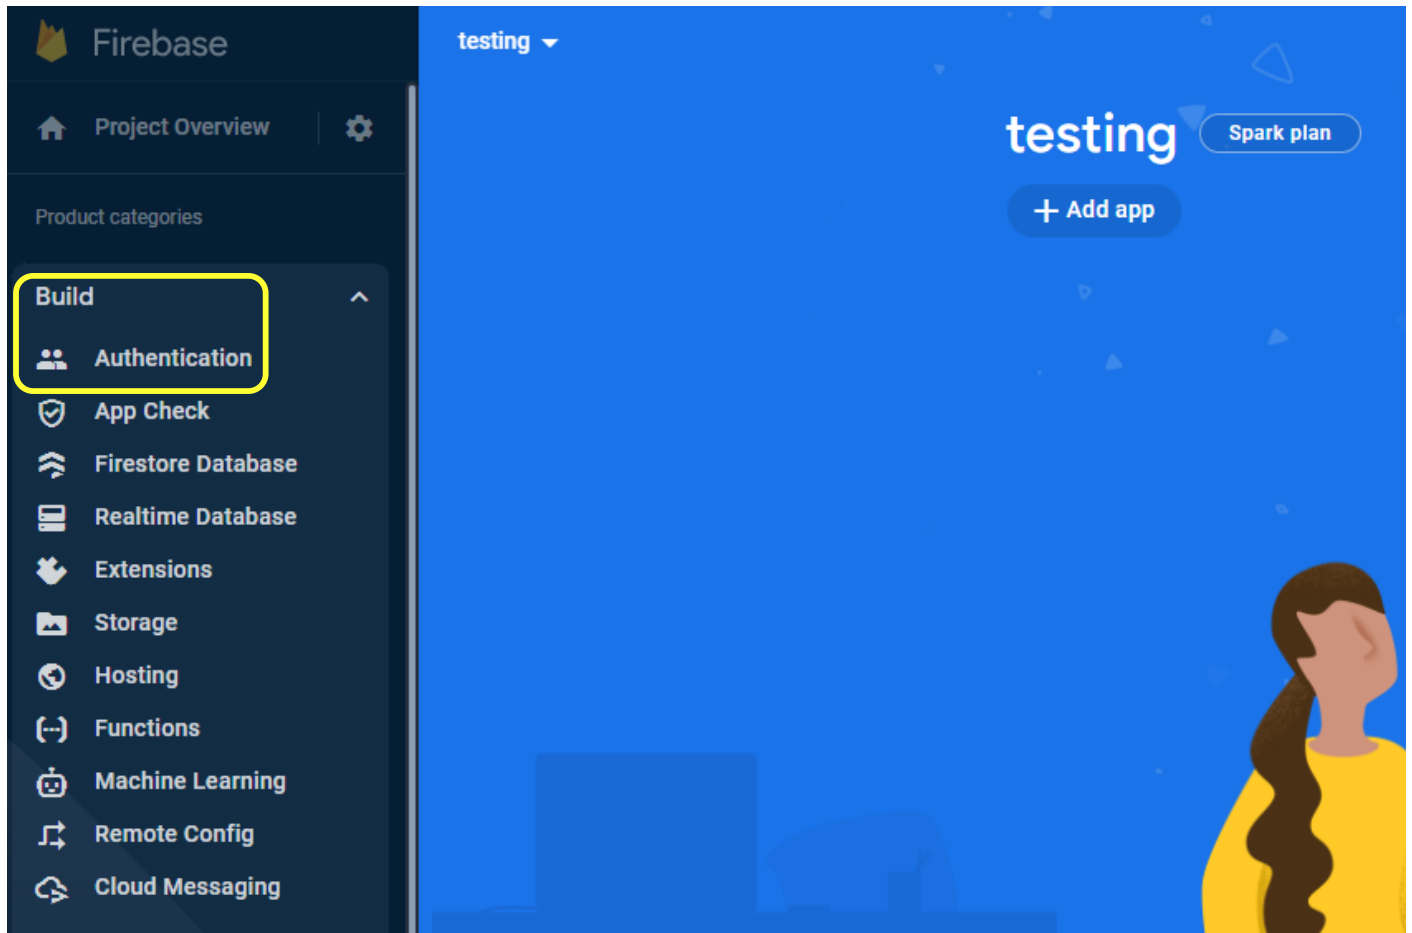 Firebase
Project Overview
Product categories
Build
Authentication
App Check
Firestore Database
Realtime Database
Extensions
Storage
Hosting
Functions
Machine Learning
Remote Config
Cloud Messaging
testing
testing
Spark plan
+ Add app